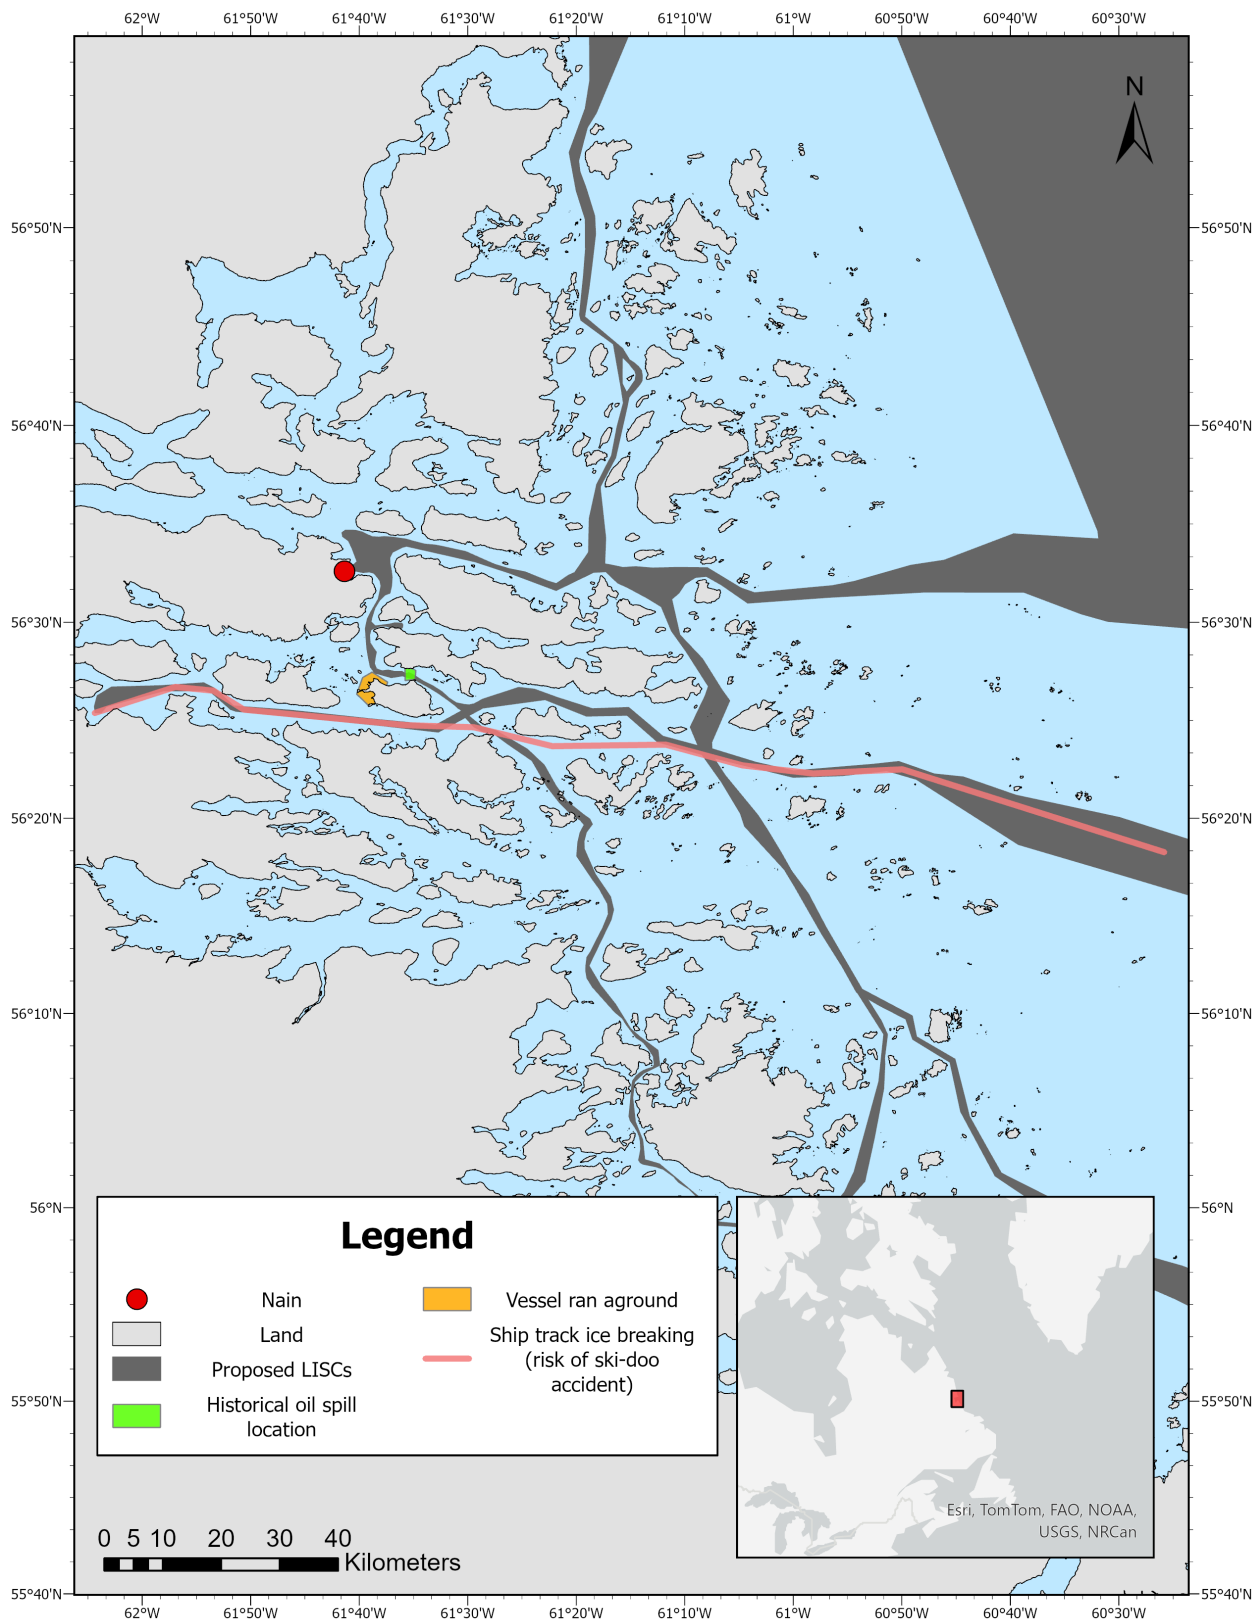 62°W 61°50'W 61°40'W 61°30'W 61°20'W 61°10'W 61°W 60°50'W 60°40'W 60°30'W
N
56°50'N 56°50'N
56°40'N 56°40'N
56°30'N 56°30'N
56°20'N 56°20'N
56°10'N 56°10'N
56°N 56°N
Legend
Nain
Land
Proposed LISCs
Historical oil spill
location
Vessel ran aground
Ship track ice breaking
(risk of ski-doo
accident)
55°50'N 55°50'N
Esri, TomTom, FAO, NOAA,
USGS, NRCan
0 5 10 20 30 40
Kilometers
55°40'N 55°40'N
62°W 61°50'W 61°40'W 61°30'W 61°20'W 61°10'W 61°W 60°50'W 60°40'W 60°30'W